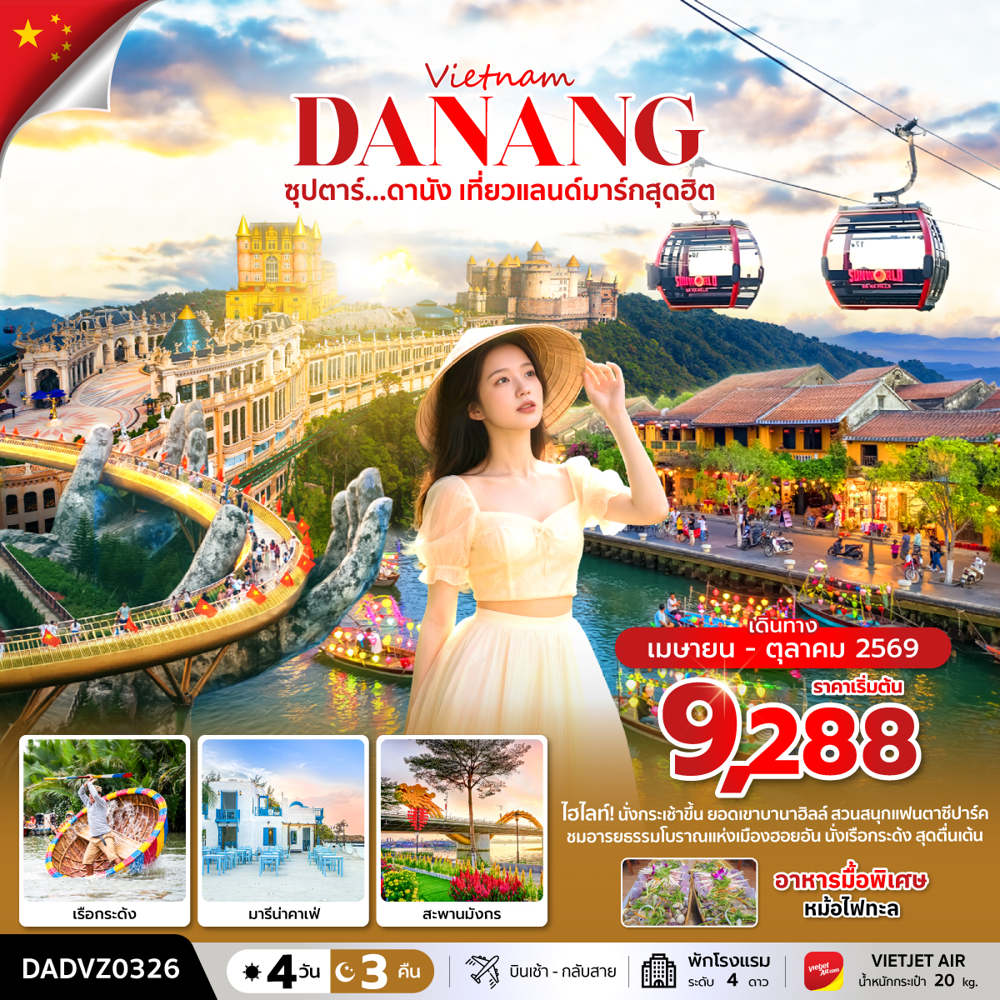 Vietnam
DANANG
ซุปตาร์...ดานัง เที่ยวแลนด์มาร์กสุดฮิต
SUNWORLD
BA NA HILLS
SUNWORLD
BA NA HILLS
เดินทาง
เมษายน - ตุลาคม 2569
ราคาเริ่มต้น
9,288
ไฮไลท์! นั่งกระเช้าขึ้น ยอดเขาบานาฮิลล์ สวนสนุกแฟนตาซีปาร์ค
ชมอารยธรรมโบราณแห่งเมืองฮอยอัน นั่งเรือกระด้ง สุดตื่นเต้น
อาหารมื้อพิเศษ
หม้อไฟทะเล
เรือกระด้ง
มารีน่าคาเฟ่
สะพานมังกร
DADVZ0326
4 วัน 3 คืน
บินเช้า - กลับสาย
พักโรงแรม
ระดับ 4 ดาว
vietjet Air.com
VIETJET AIR
น้ำหนักกระเป๋า 20 kg.